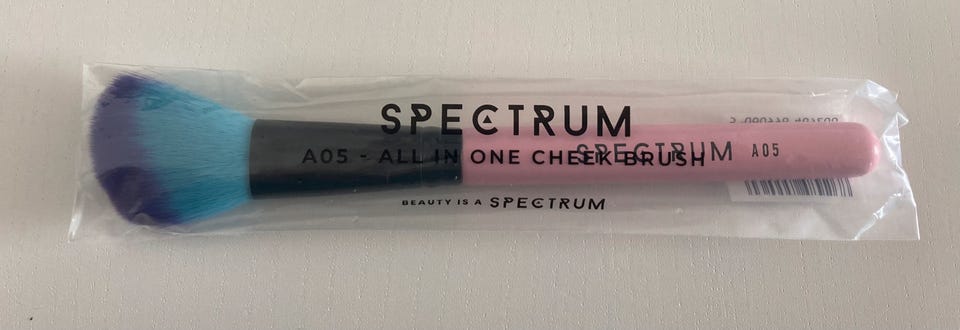 SPECTRUM
A05 - ALL IN ONE CHEEK BRUSH
SPECTRUM A05
BEAUTY IS A SPECTRUM